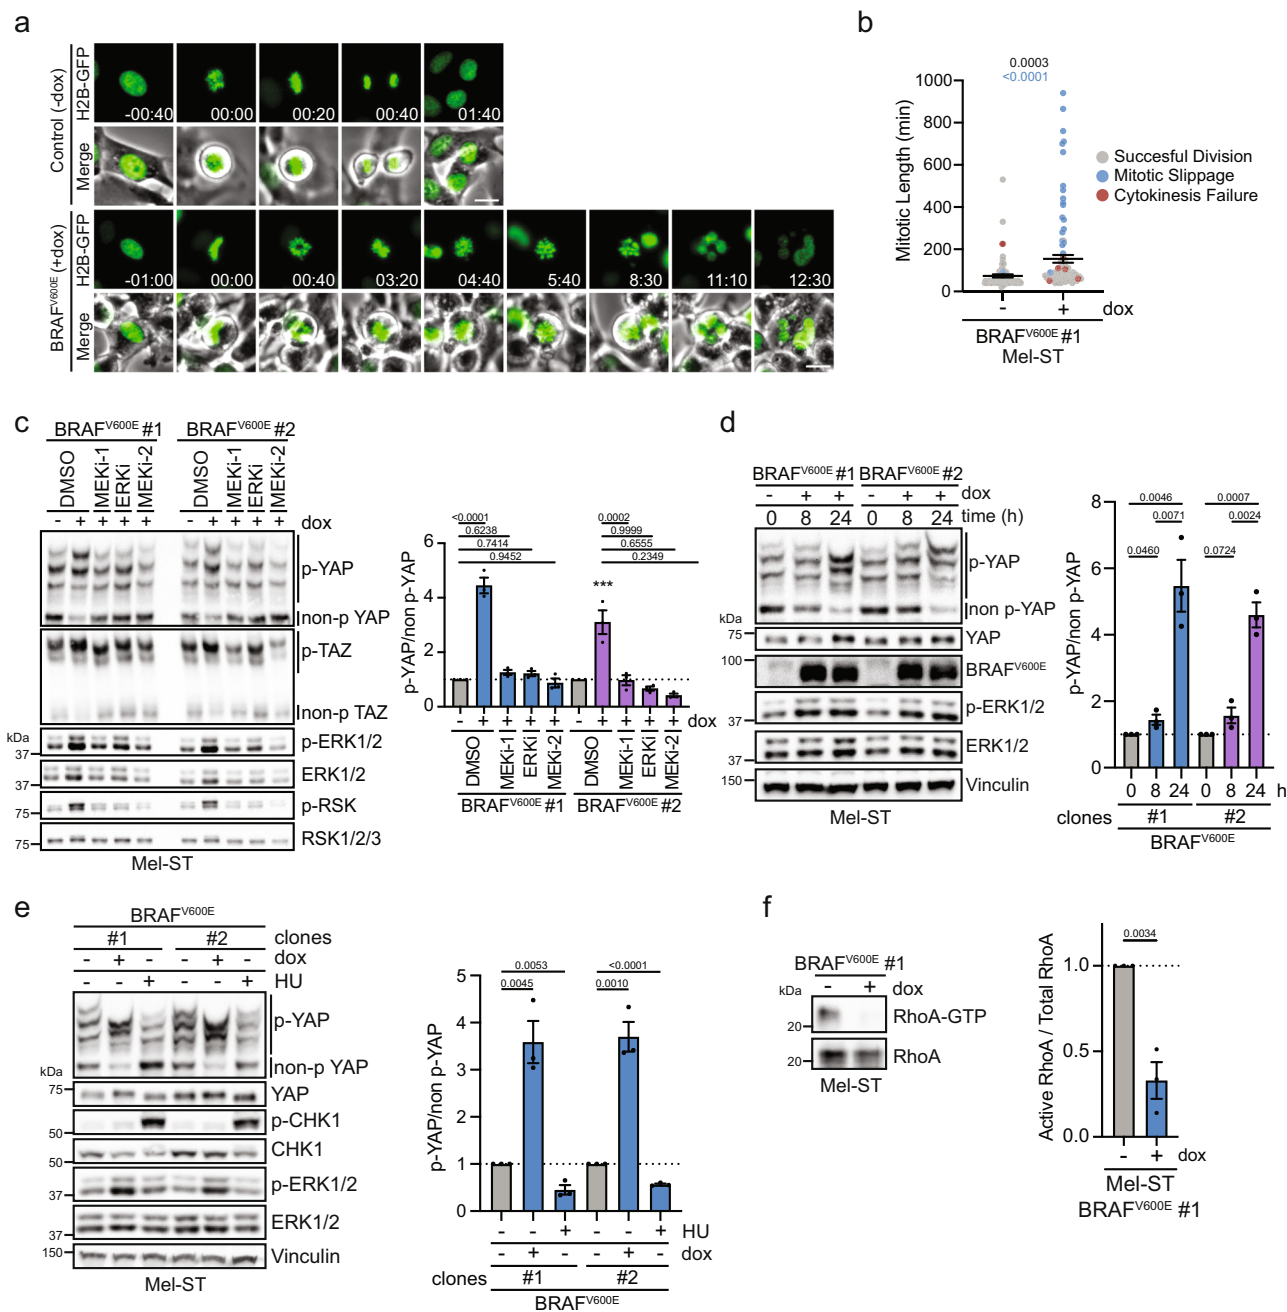 a
Control (-dox)
H2B-GFP
-00:40 00:00 00:20 00:40 01:40
Merge
BRAFV600E (+dox)
H2B-GFP
-01:00 00:00 00:40 03:20 04:40 5:40 8:30 11:10 12:30
Merge
b
0.0003
<0.0001
Mitotic Length (min)
1000
800
600
400
200
0
Succesful Division
Mitotic Slippage
Cytokinesis Failure
- + dox
BRAFV600E #1
Mel-ST
c
BRAFV600E #1 BRAFV600E #2
DMSO MEKi-1 ERKi MEKi-2 DMSO MEKi-1 ERKi MEKi-2
- + + + + - + + + + dox
p-YAP
non-p YAP
p-TAZ
non-p TAZ
kDa
37 p-ERK1/2
37 ERK1/2
75 p-RSK
75 RSK1/2/3
Mel-ST
p-YAP/non p-YAP
6
4
2
0
<0.0001 0.0002
0.6238 0.9999
0.7414 0.6555
0.9452 0.2349
***
- + + + + - + + + + dox
DMSO MEKi-1 ERKi MEKi-2 DMSO MEKi-1 ERKi MEKi-2
BRAFV600E #1 BRAFV600E #2
d
BRAFV600E #1 BRAFV600E #2
- + + - + + dox
0 8 24 0 8 24 time (h)
p-YAP
non p-YAP
kDa
75 YAP
100 BRAFV600E
37 p-ERK1/2
37 ERK1/2
150 Vinculin
Mel-ST
p-YAP/non p-YAP
8
6
4
2
0
0.0046 0.0007
0.0071 0.0024
0.0460 0.0724
0 8 24 0 8 24 h
clones #1 #2
BRAFV600E
e
BRAFV600E
#1 #2 clones
- + - - + - dox
- - + - - + HU
p-YAP
non-p YAP
kDa
75 YAP
50 p-CHK1
50 CHK1
37 p-ERK1/2
37 ERK1/2
150 Vinculin
Mel-ST
p-YAP/non p-YAP
5
4
3
2
1
0
0.0053 <0.0001
0.0045 0.0010
- - + - - + HU
- + - - + - dox
clones #1 #2
BRAFV600E
f
BRAFV600E #1
- + dox
kDa
20 RhoA-GTP
20 RhoA
Mel-ST
Active RhoA / Total RhoA
1.0
0.5
0.0
0.0034
- + dox
Mel-ST
BRAFV600E #1